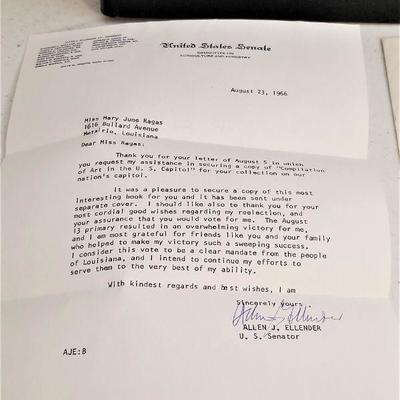 United States Senate
COMMITTEE ON
AGRICULTURE AND FORESTRY
August 23, 1966
Miss Mary June Ragas
1616 Bullard Avenue
Metairie, Louisiana
Dear Miss Ragas:
Thank you for your letter of August 5 in which
you request my assistance in securing a copy of "Compilation
of Art in the U. S. Capitol" for your collection on our
nation's capitol.
It was a pleasure to secure a copy of this most
interesting book for you and it has been sent under
separate cover. I should like also to thank you for your
most cordial good wishes regarding my reelection, and
your assurance that you would vote for me. The August
13 primary resulted in an overwhelming victory for me,
and I am most grateful for friends like you and your family
who helped to make my victory such a sweeping success.
I consider this vote to be a clear mandate from the people
of Louisiana, and I intend to continue my efforts to
serve them to the very best of my ability.
With kindest regards and best wishes, I am
Sincerely yours,
Allen J. Ellender
ALLEN J. ELLENDER
U. S. Senator
AJE:B